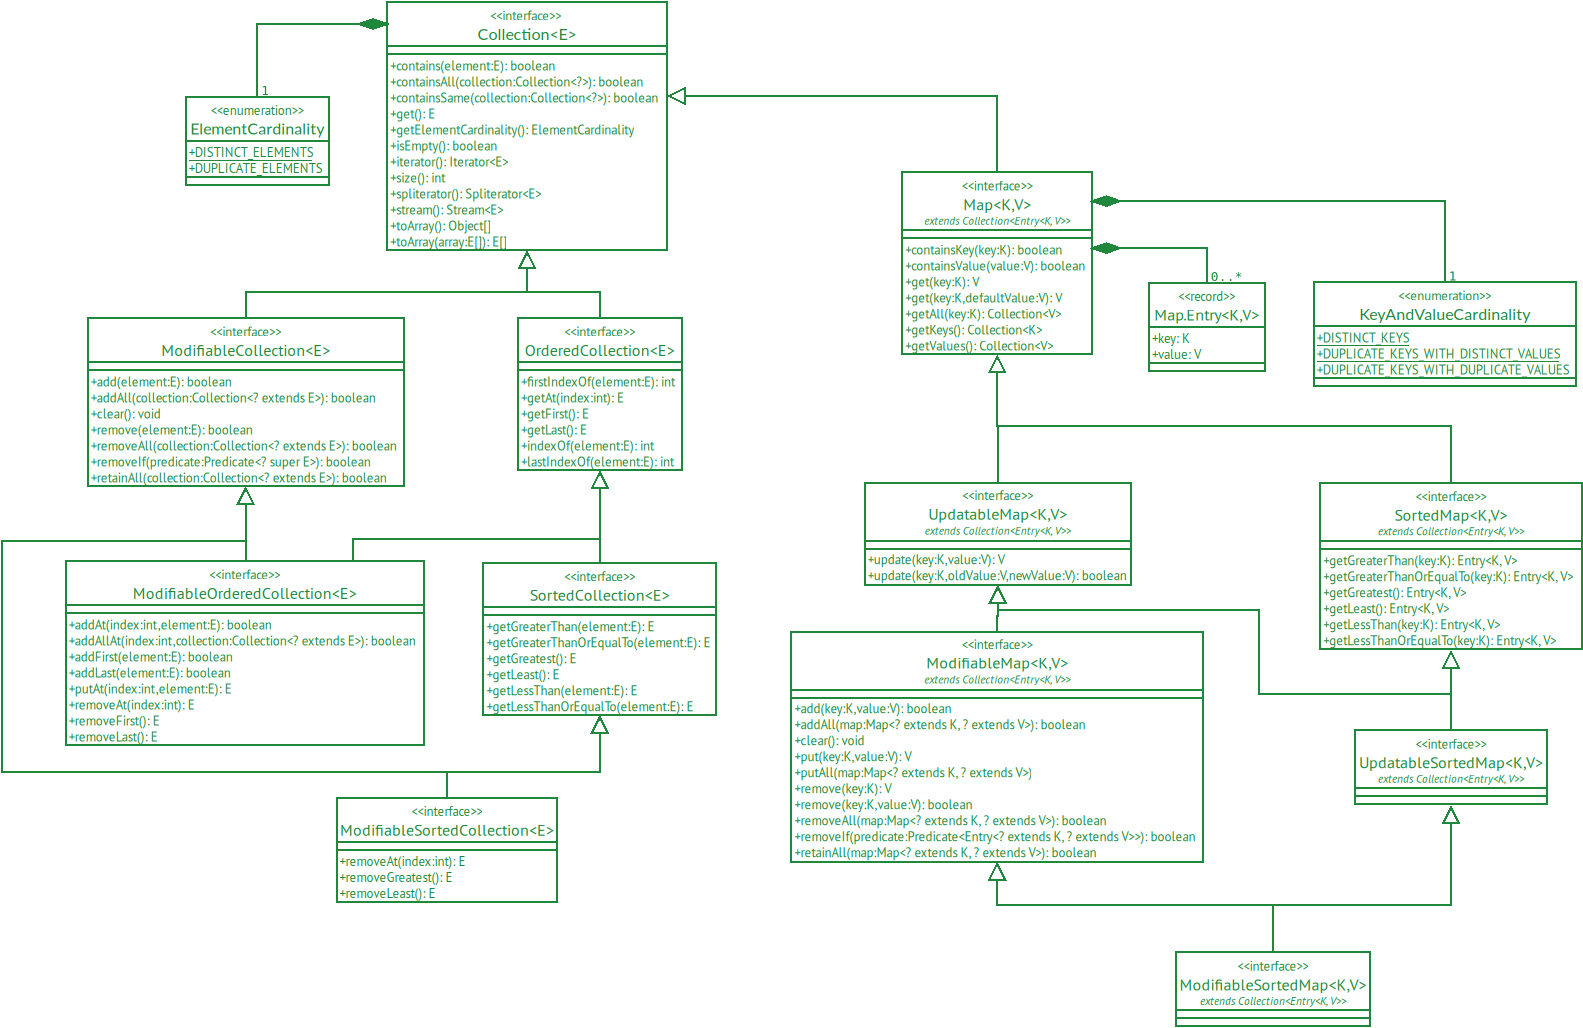 <<interface>>
Collection<E>
+contains(element:E): boolean
+containsAll(collection:Collection<?>): boolean
+containsSame(collection:Collection<?>): boolean
+get(): E
+getElementCardinality(): ElementCardinality
+isEmpty(): boolean
+iterator(): Iterator<E>
+size(): int
+spliterator(): Spliterator<E>
+stream(): Stream<E>
+toArray(): Object[]
+toArray(array:E[]): E[]
1
<<enumeration>>
ElementCardinality
+DISTINCT_ELEMENTS
+DUPLICATE_ELEMENTS
<<interface>>
Map<K,V>
extends Collection<Entry<K, V>>
+containsKey(key:K): boolean
+containsValue(value:V): boolean
+get(key:K): V
+get(key:K,defaultValue:V): V
+getAll(key:K): Collection<V>
+getKeys(): Collection<K>
+getValues(): Collection<V>
0..*
<<record>>
Map.Entry<K,V>
+key: K
+value: V
1
<<enumeration>>
KeyAndValueCardinality
+DISTINCT_KEYS
+DUPLICATE_KEYS_WITH_DISTINCT_VALUES
+DUPLICATE_KEYS_WITH_DUPLICATE_VALUES
<<interface>>
ModifiableCollection<E>
+add(element:E): boolean
+addAll(collection:Collection<? extends E>): boolean
+clear(): void
+remove(element:E): boolean
+removeAll(collection:Collection<? extends E>): boolean
+removeIf(predicate:Predicate<? super E>): boolean
+retainAll(collection:Collection<? extends E>): boolean
<<interface>>
OrderedCollection<E>
+firstIndexOf(element:E): int
+getAt(index:int): E
+getFirst(): E
+getLast(): E
+indexOf(element:E): int
+lastIndexOf(element:E): int
<<interface>>
UpdatableMap<K,V>
extends Collection<Entry<K, V>>
+update(key:K,value:V): V
+update(key:K,oldValue:V,newValue:V): boolean
<<interface>>
SortedMap<K,V>
extends Collection<Entry<K, V>>
+getGreaterThan(key:K): Entry<K, V>
+getGreaterThanOrEqualTo(key:K): Entry<K, V>
+getGreatest(): Entry<K, V>
+getLeast(): Entry<K, V>
+getLessThan(key:K): Entry<K, V>
+getLessThanOrEqualTo(key:K): Entry<K, V>
<<interface>>
ModifiableOrderedCollection<E>
+addAt(index:int,element:E): boolean
+addAllAt(index:int,collection:Collection<? extends E>): boolean
+addFirst(element:E): boolean
+addLast(element:E): boolean
+putAt(index:int,element:E): E
+removeAt(index:int): E
+removeFirst(): E
+removeLast(): E
<<interface>>
SortedCollection<E>
+getGreaterThan(element:E): E
+getGreaterThanOrEqualTo(element:E): E
+getGreatest(): E
+getLeast(): E
+getLessThan(element:E): E
+getLessThanOrEqualTo(element:E): E
<<interface>>
ModifiableMap<K,V>
extends Collection<Entry<K, V>>
+add(key:K,value:V): boolean
+addAll(map:Map<? extends K, ? extends V>): boolean
+clear(): void
+put(key:K,value:V): V
+putAll(map:Map<? extends K, ? extends V>)
+remove(key:K): V
+remove(key:K,value:V): boolean
+removeAll(map:Map<? extends K, ? extends V>): boolean
+removeIf(predicate:Predicate<Entry<? extends K, ? extends V>>): boolean
+retainAll(map:Map<? extends K, ? extends V>): boolean
<<interface>>
UpdatableSortedMap<K,V>
extends Collection<Entry<K, V>>
<<interface>>
ModifiableSortedCollection<E>
+removeAt(index:int): E
+removeGreatest(): E
+removeLeast(): E
<<interface>>
ModifiableSortedMap<K,V>
extends Collection<Entry<K, V>>